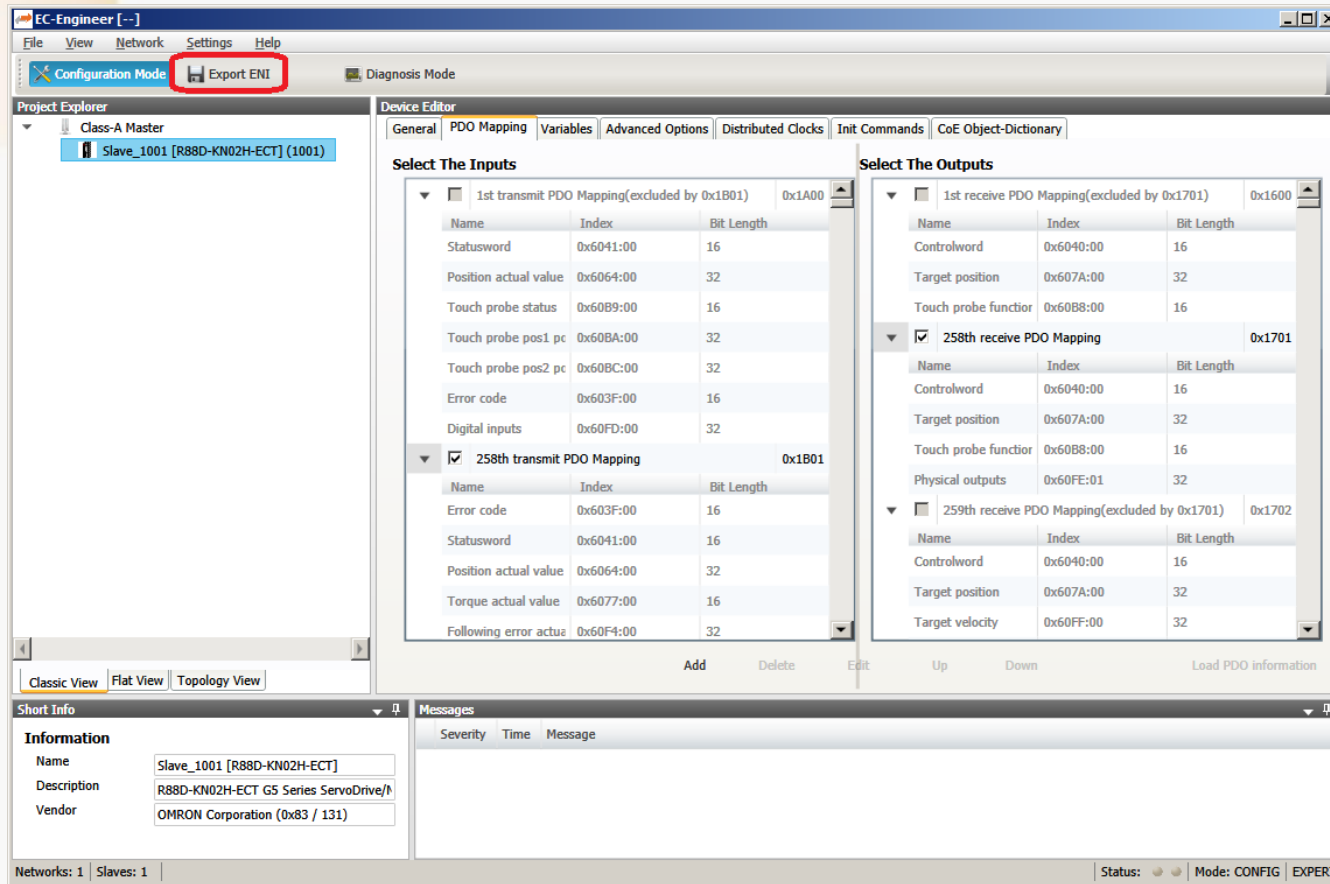 EC-Engineer [--]
File View Network Settings Help
Configuration Mode Export ENI Diagnosis Mode
Project Explorer
Class-A Master
Slave_1001 [R88D-KN02H-ECT] (1001)
Classic View Flat View Topology View
Device Editor
General PDO Mapping Variables Advanced Options Distributed Clocks Init Commands CoE Object-Dictionary
Select The Inputs
1st transmit PDO Mapping(excluded by 0x1B01) 0x1A00
Name Index Bit Length
Statusword 0x6041:00 16
Position actual value 0x6064:00 32
Touch probe status 0x60B9:00 16
Touch probe pos1 pc 0x60BA:00 32
Touch probe pos2 pc 0x60BC:00 32
Error code 0x603F:00 16
Digital inputs 0x60FD:00 32
258th transmit PDO Mapping 0x1B01
Name Index Bit Length
Error code 0x603F:00 16
Statusword 0x6041:00 16
Position actual value 0x6064:00 32
Torque actual value 0x6077:00 16
Following error actua 0x60F4:00 32
Select The Outputs
1st receive PDO Mapping(excluded by 0x1701) 0x1600
Name Index Bit Length
Controlword 0x6040:00 16
Target position 0x607A:00 32
Touch probe function 0x60B8:00 16
258th receive PDO Mapping 0x1701
Name Index Bit Length
Controlword 0x6040:00 16
Target position 0x607A:00 32
Touch probe function 0x60B8:00 16
Physical outputs 0x60FE:01 32
259th receive PDO Mapping(excluded by 0x1701) 0x1702
Name Index Bit Length
Controlword 0x6040:00 16
Target position 0x607A:00 32
Target velocity 0x60FF:00 32
Add Delete Edit Up Down Load PDO information
Short Info
Information
Name Slave_1001 [R88D-KN02H-ECT]
Description R88D-KN02H-ECT G5 Series ServoDrive/
Vendor OMRON Corporation (0x83 / 131)
Messages
Severity Time Message
Networks: 1 Slaves: 1 Status: Mode: CONFIG EXPER